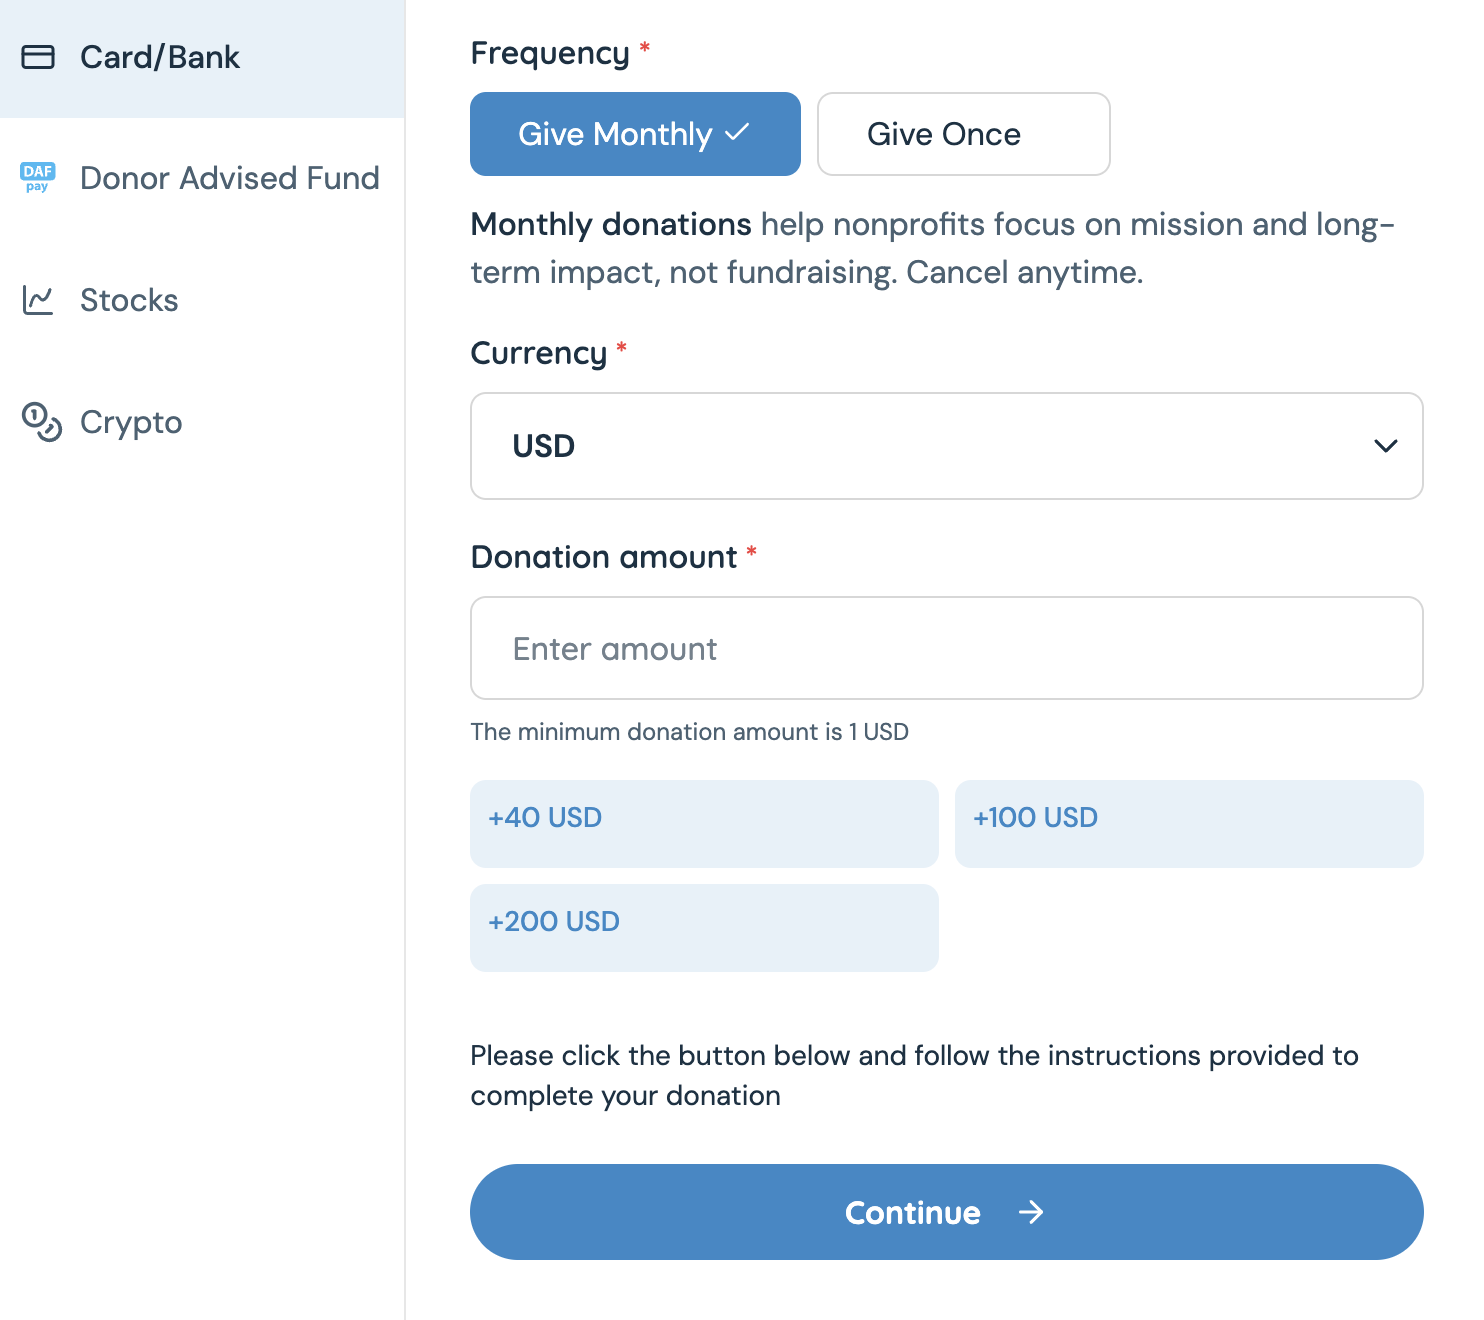 Card/Bank
DAF
pay
Donor Advised Fund
Stocks
Crypto
Frequency *
Give Monthly
Give Once
Monthly donations help nonprofits focus on mission and long-
term impact, not fundraising. Cancel anytime.
Currency *
USD
Donation amount *
Enter amount
The minimum donation amount is 1 USD
+40 USD
+100 USD
+200 USD
Please click the button below and follow the instructions provided to
complete your donation
Continue →